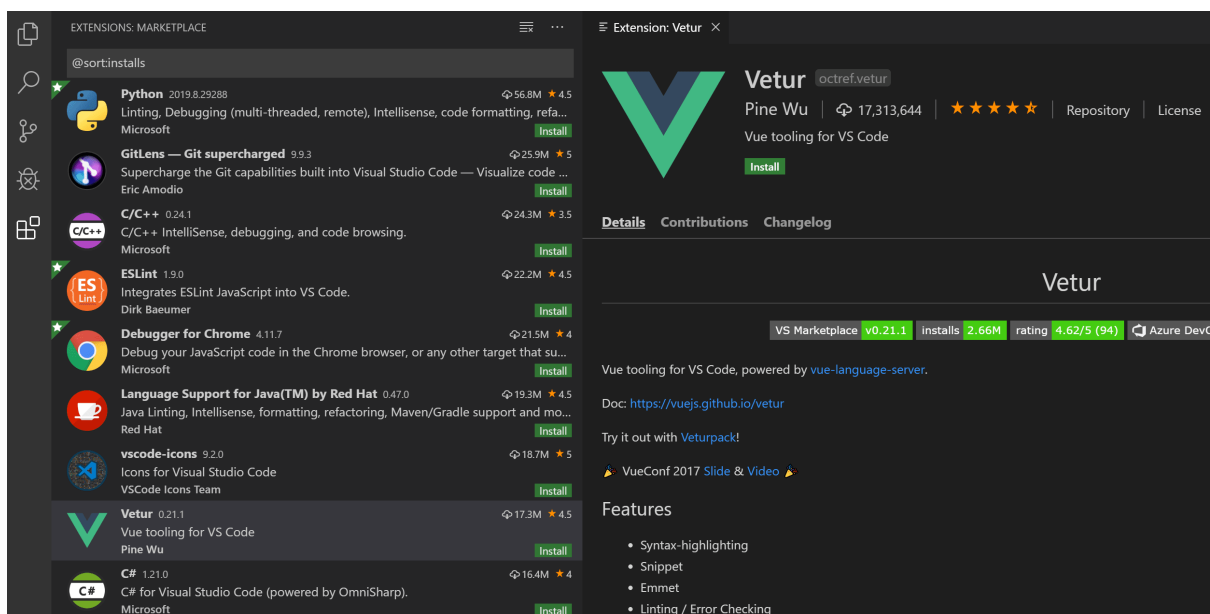 EXTENSIONS: MARKETPLACE
@sort:installs
Python 2019.8.29288 56.8M ★ 4.5
Linting, Debugging (multi-threaded, remote), Intellisense, code formatting, refa...
Microsoft Install
GitLens — Git supercharged 9.9.3 25.9M ★ 5
Supercharge the Git capabilities built into Visual Studio Code — Visualize code ...
Eric Amodio Install
C/C++
C/C++ 0.24.1 24.3M ★ 3.5
C/C++ IntelliSense, debugging, and code browsing.
Microsoft Install
ES
Lint
ESLint 1.9.0 22.2M ★ 4.5
Integrates ESLint JavaScript into VS Code.
Dirk Baeumer Install
Debugger for Chrome 4.11.7 21.5M ★ 4
Debug your JavaScript code in the Chrome browser, or any other target that su...
Microsoft Install
Language Support for Java(TM) by Red Hat 0.47.0 19.3M ★ 4.5
Java Linting, Intellisense, formatting, refactoring, Maven/Gradle support and mo...
Red Hat Install
vscode-icons 9.2.0 18.7M ★ 5
Icons for Visual Studio Code
VSCode Icons Team Install
Vetur 0.21.1 17.3M ★ 4.5
Vue tooling for VS Code
Pine Wu Install
C#
C# 1.21.0 16.4M ★ 4
C# for Visual Studio Code (powered by OmniSharp).
Microsoft Install
Extension: Vetur ×
Vetur octref.vetur
Pine Wu | 17,313,644 | Repository | License
Vue tooling for VS Code
Install
Details Contributions Changelog
Vetur
VS Marketplace v0.21.1 installs 2.66M rating 4.62/5 (94) Azure DevO
Vue tooling for VS Code, powered by vue-language-server.
Doc: https://vuejs.github.io/vetur
Try it out with Veturpack!
🎉 VueConf 2017 Slide & Video 🎉
Features
• Syntax-highlighting
• Snippet
• Emmet
• Linting / Error Checking